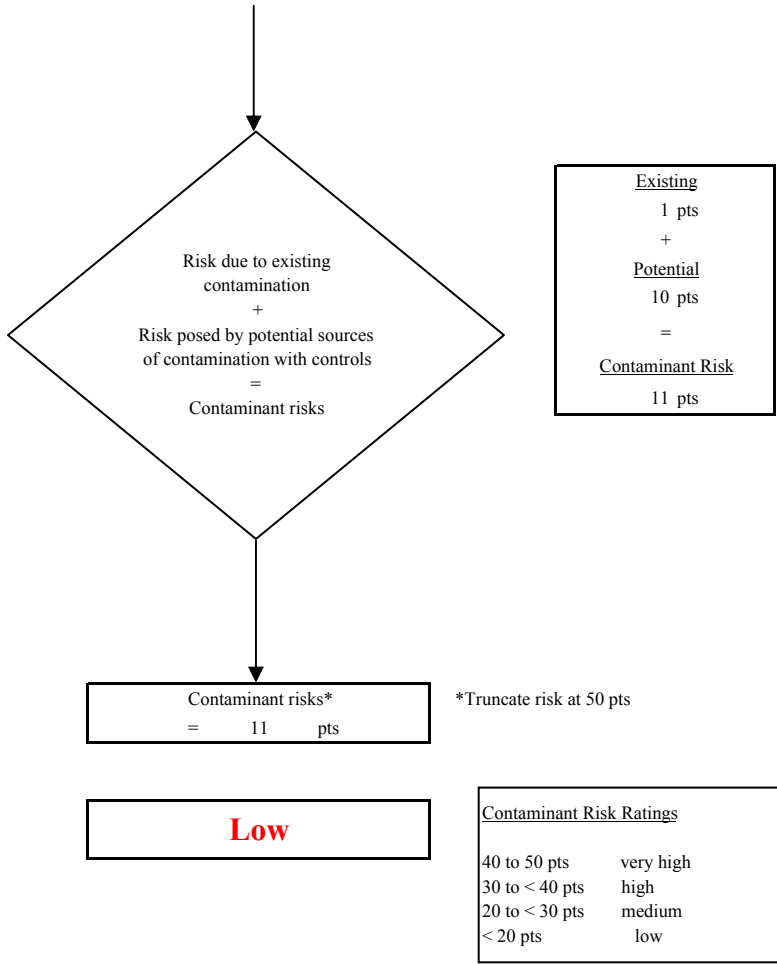 Risk due to existing
contamination
+
Risk posed by potential sources
of contamination with controls
=
Contaminant risks
Existing
1 pts
+
Potential
10 pts
=
Contaminant Risk
11 pts
Contaminant risks*
= 11 pts
*Truncate risk at 50 pts
Low
Contaminant Risk Ratings
40 to 50 pts very high
30 to < 40 pts high
20 to < 30 pts medium
< 20 pts low